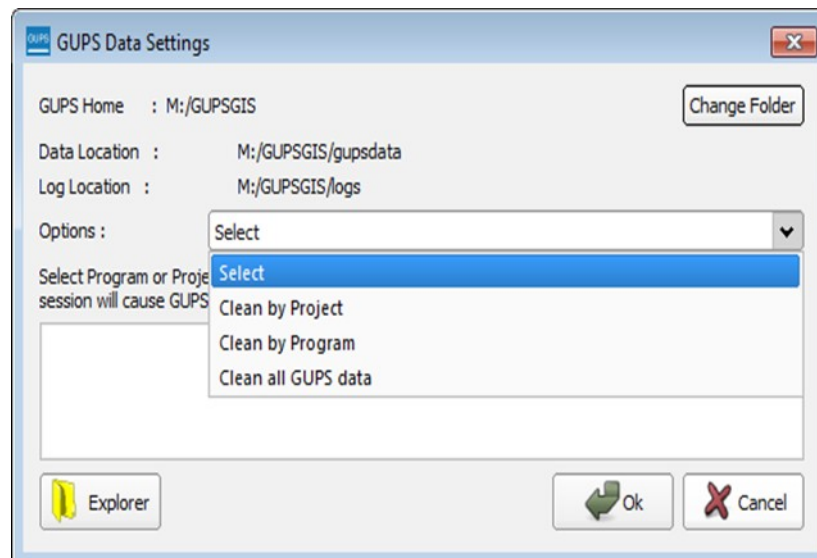 GUPS GUPS Data Settings
GUPS Home : M:/GUPSGIS Change Folder
Data Location : M:/GUPSGIS/gupsdata
Log Location : M:/GUPSGIS/logs
Options : Select
Select
Select Program or Proje
session will cause GUPS
Clean by Project
Clean by Program
Clean all GUPS data
Explorer Ok Cancel